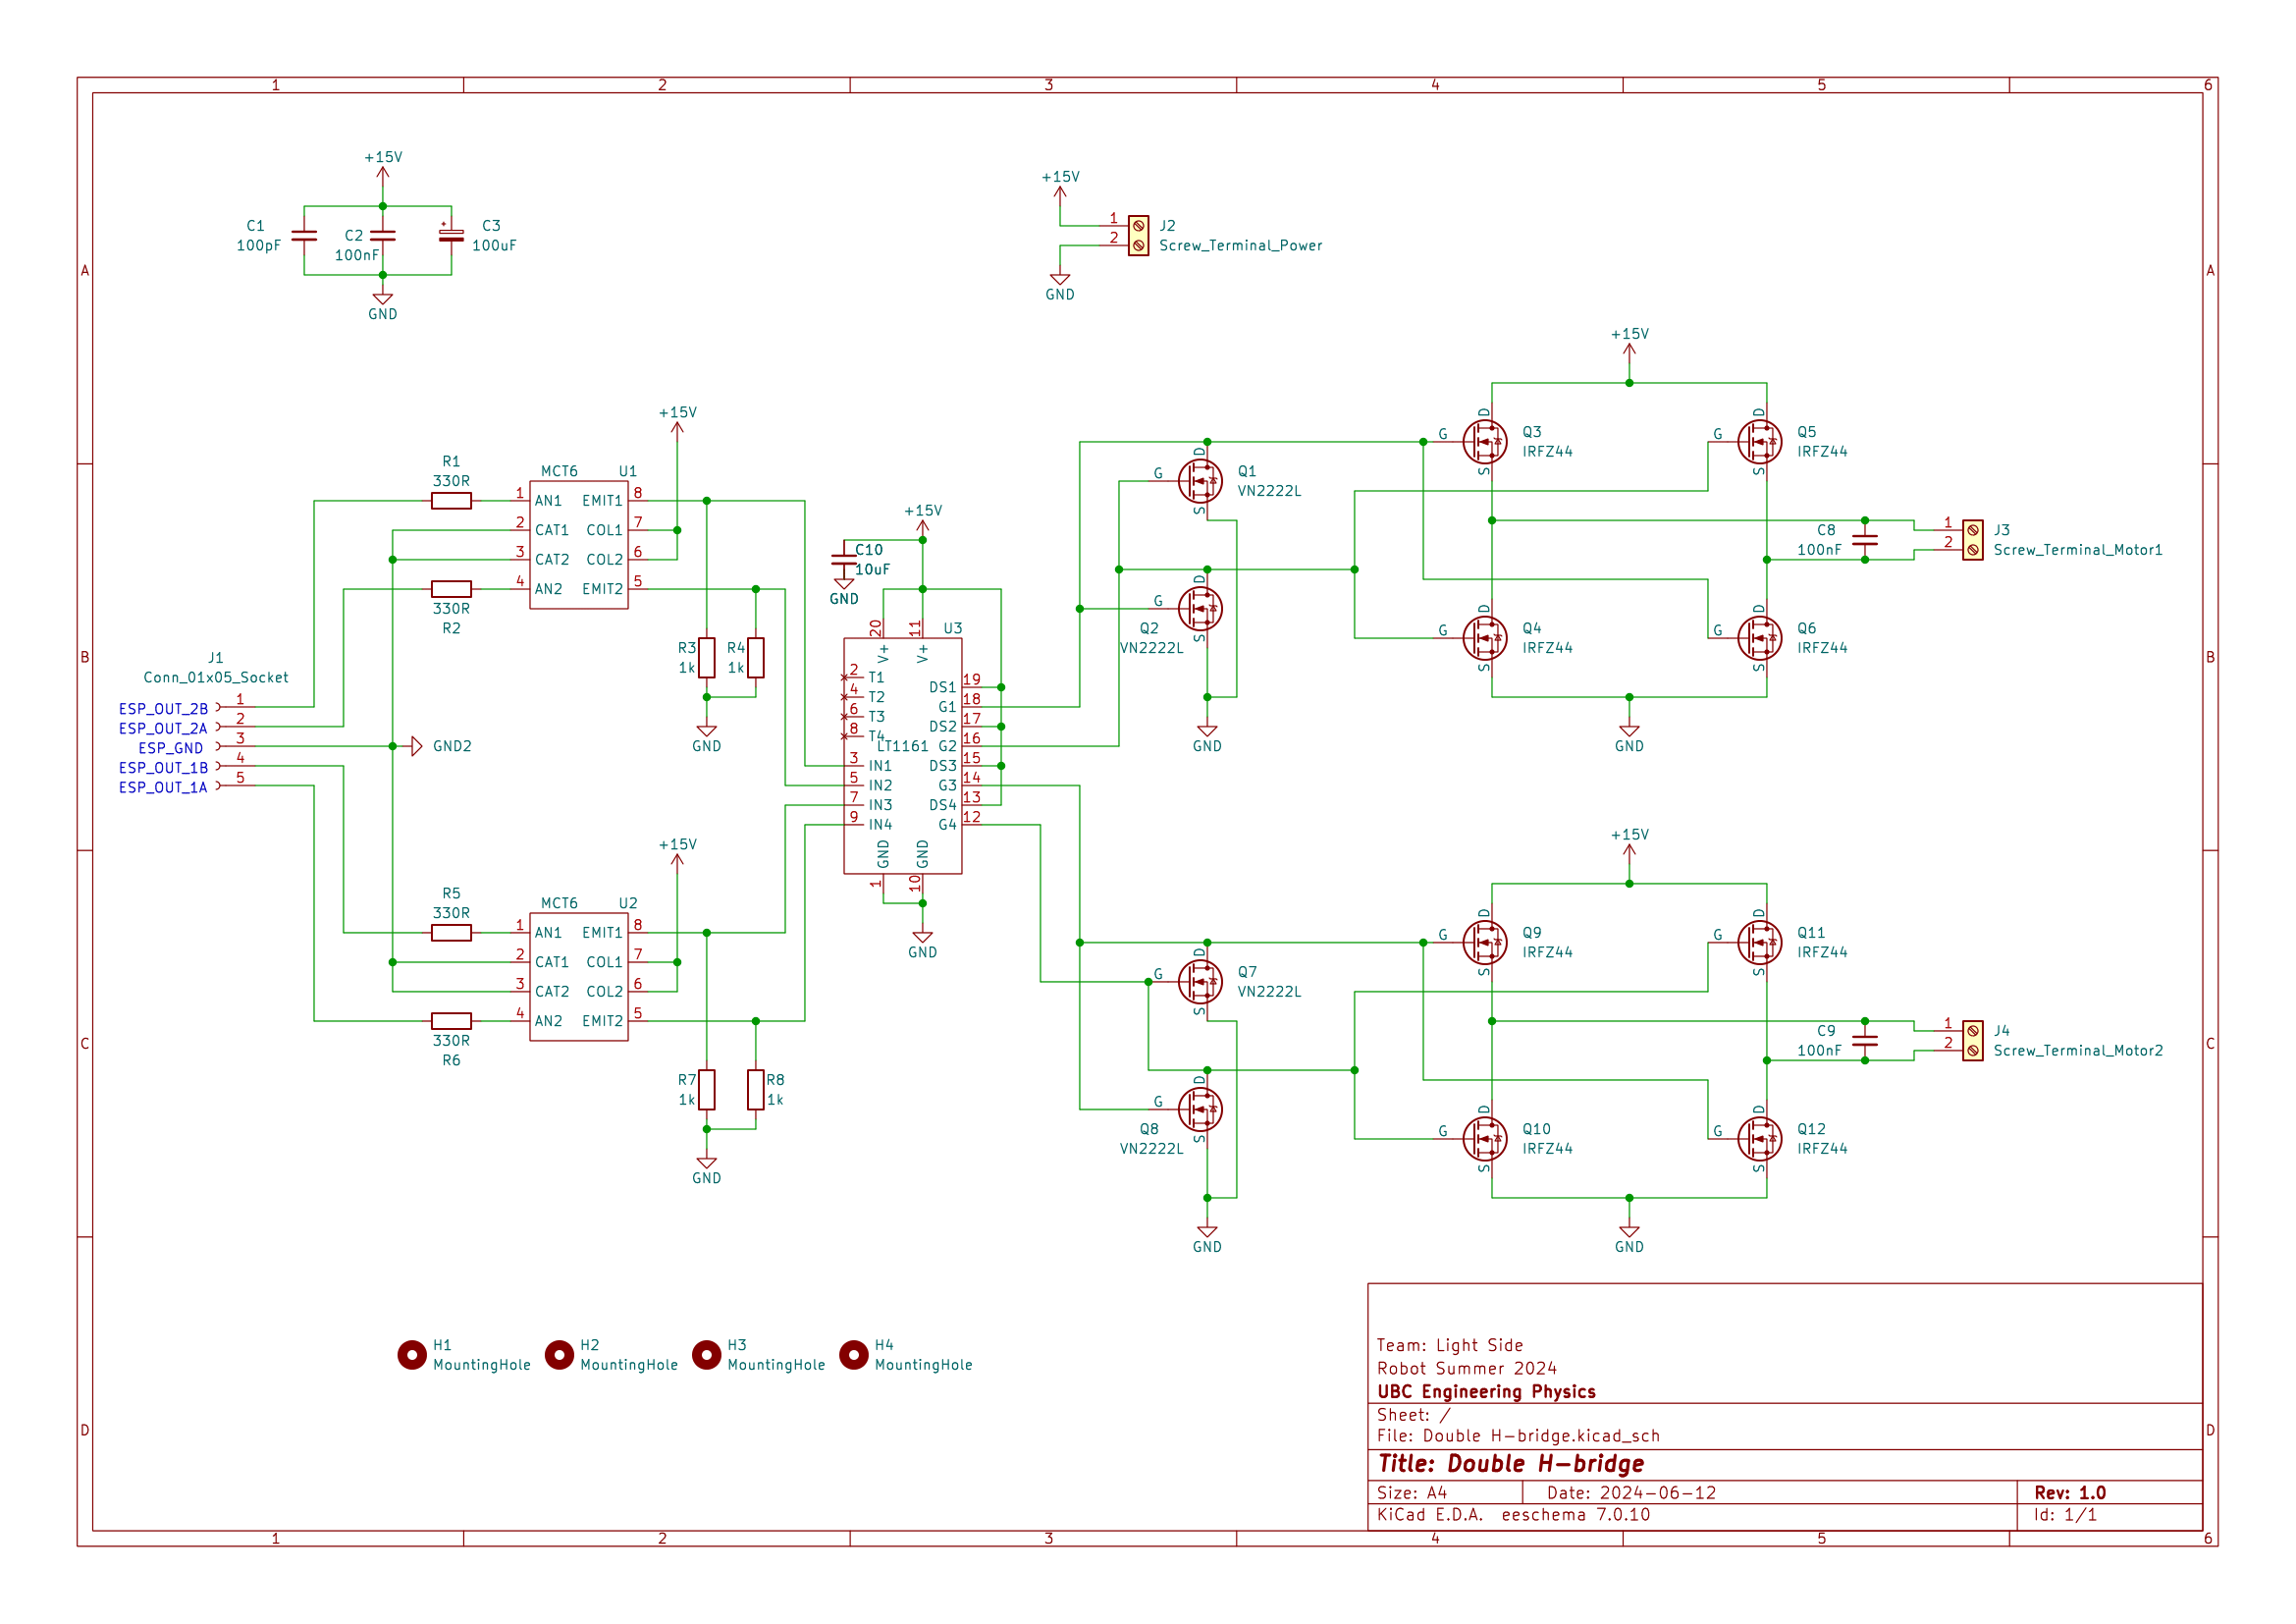 1 2 3 4 5 6
A
B
C
D
A
B
C
D
+15V
C1
100pF
C2
100nF
C3
100uF
GND
+15V
1
2
J2
Screw_Terminal_Power
GND
J1
Conn_01x05_Socket
ESP_OUT_2B 1
ESP_OUT_2A 2
ESP_GND 3
ESP_OUT_1B 4
ESP_OUT_1A 5
GND2
R1
330R
330R
R2
+15V
MCT6 U1
1 AN1 EMIT1 8
2 CAT1 COL1 7
3 CAT2 COL2 6
4 AN2 EMIT2 5
R3
1k
R4
1k
GND
R5
330R
330R
R6
+15V
MCT6 U2
1 AN1 EMIT1 8
2 CAT1 COL1 7
3 CAT2 COL2 6
4 AN2 EMIT2 5
R7
1k
R8
1k
GND
+15V
C10
10uF
GND
U3
20 11
V+ V+
2 T1
4 T2
6 T3
8 T4
LT1161
3 IN1
5 IN2
7 IN3
9 IN4
DS1 19
G1 18
DS2 17
G2 16
DS3 15
G3 14
DS4 13
G4 12
GND GND
1 10
GND
G D S
Q1
VN2222L
G D S
Q2
VN2222L
GND
+15V
G D S
Q3
IRFZ44
G D S
Q5
IRFZ44
G D S
Q4
IRFZ44
G D S
Q6
IRFZ44
C8
100nF
1
2
J3
Screw_Terminal_Motor1
GND
G D S
Q7
VN2222L
G D S
Q8
VN2222L
GND
+15V
G D S
Q9
IRFZ44
G D S
Q11
IRFZ44
G D S
Q10
IRFZ44
G D S
Q12
IRFZ44
C9
100nF
1
2
J4
Screw_Terminal_Motor2
GND
H1
MountingHole
H2
MountingHole
H3
MountingHole
H4
MountingHole
Team: Light Side
Robot Summer 2024
UBC Engineering Physics
Sheet: /
File: Double H-bridge.kicad_sch
Title: Double H-bridge
Size: A4 Date: 2024-06-12 Rev: 1.0
KiCad E.D.A. eeschema 7.0.10 Id: 1/1
1 2 3 4 5 6